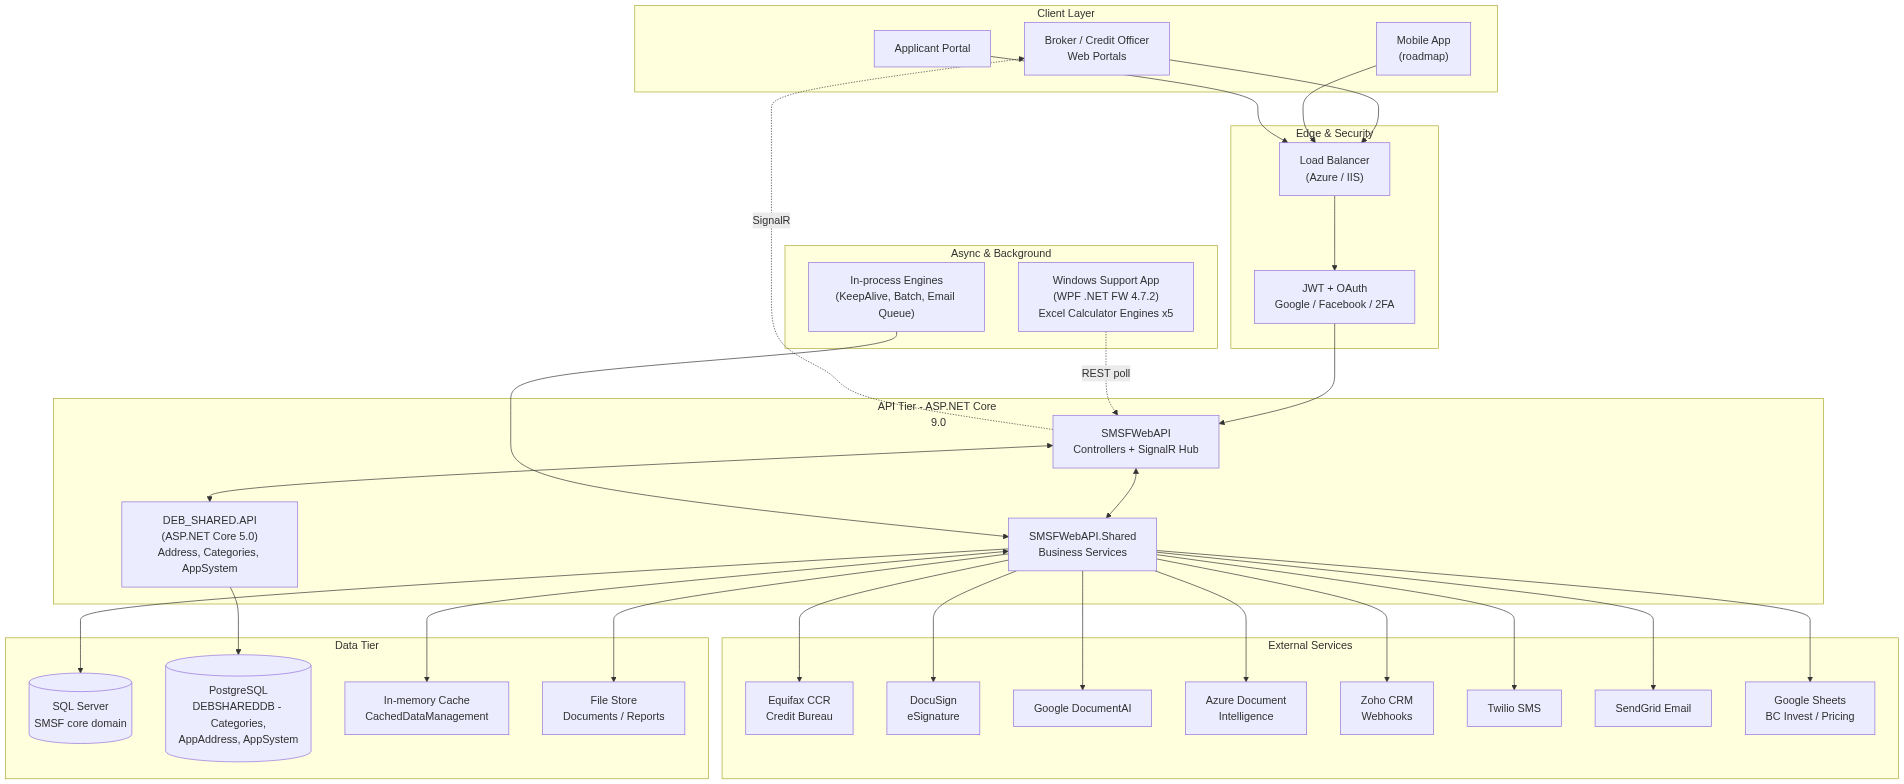 Client Layer
Applicant Portal
Broker / Credit Officer
Web Portals
Mobile App
(roadmap)
Edge & Security
Load Balancer
(Azure / IIS)
SignalR
Async & Background
In-process Engines
(KeepAlive, Batch, Email
Queue)
Windows Support App
(WPF .NET FW 4.7.2)
Excel Calculator Engines x5
JWT + OAuth
Google / Facebook / 2FA
REST poll
API Tier - ASP.NET Core
9.0
SMSFWebAPI
Controllers + SignalR Hub
DEB_SHARED.API
(ASP.NET Core 5.0)
Address, Categories,
AppSystem
SMSFWebAPI.Shared
Business Services
Data Tier
SQL Server
SMSF core domain
PostgreSQL
DEBSHAREDDB -
Categories,
AppAddress, AppSystem
In-memory Cache
CachedDataManagement
File Store
Documents / Reports
External Services
Equifax CCR
Credit Bureau
DocuSign
eSignature
Google DocumentAI
Azure Document
Intelligence
Zoho CRM
Webhooks
Twilio SMS
SendGrid Email
Google Sheets
BC Invest / Pricing